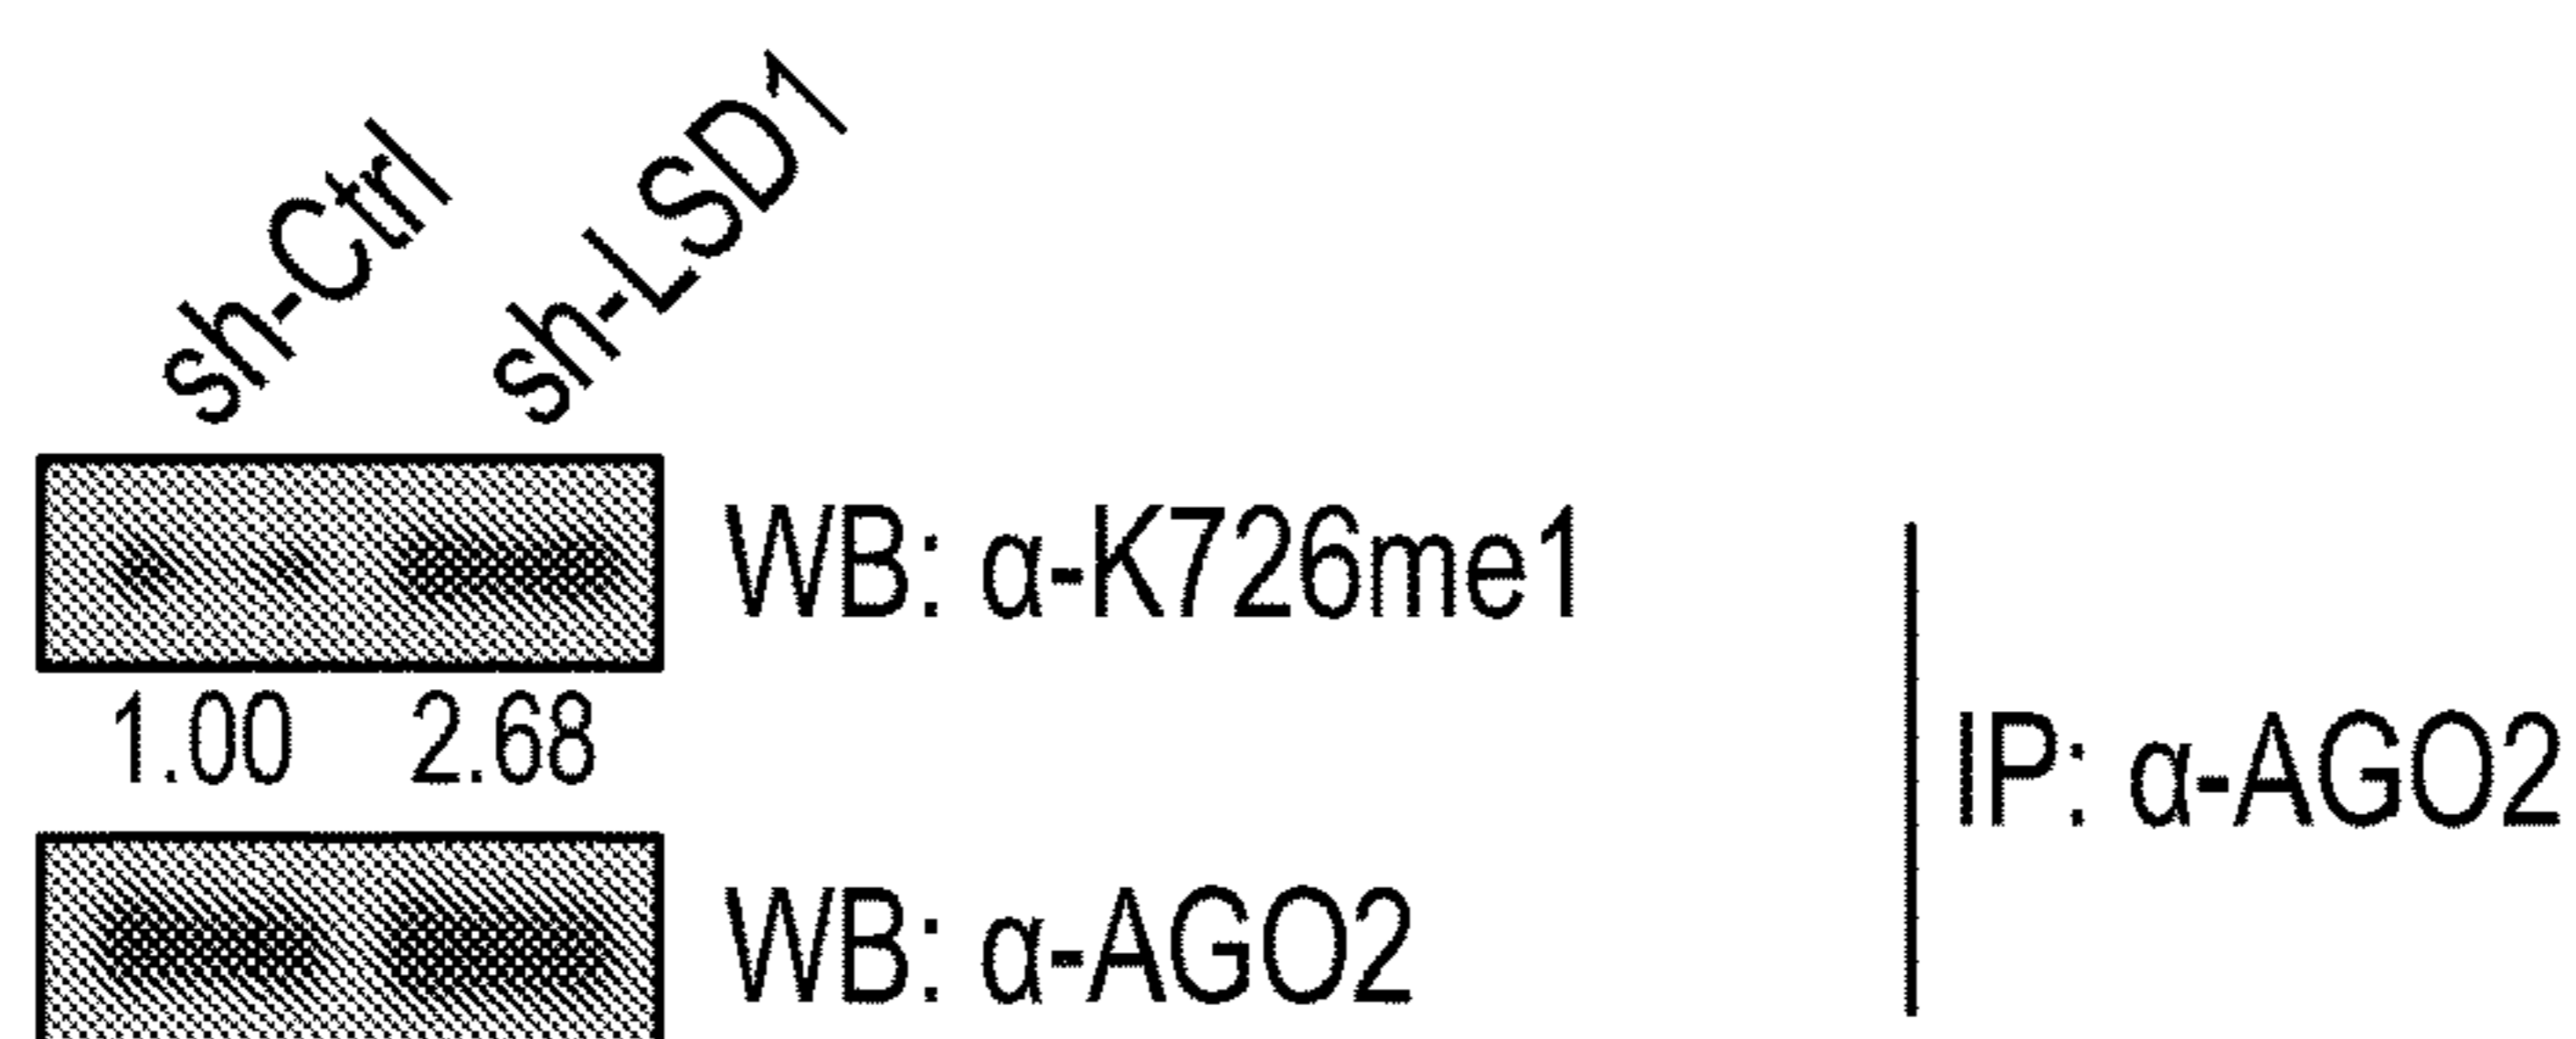 sh-Ctrl
sh-LSD1
WB: α-K726me1
1.00 2.68
IP: α-AGO2
WB: α-AGO2